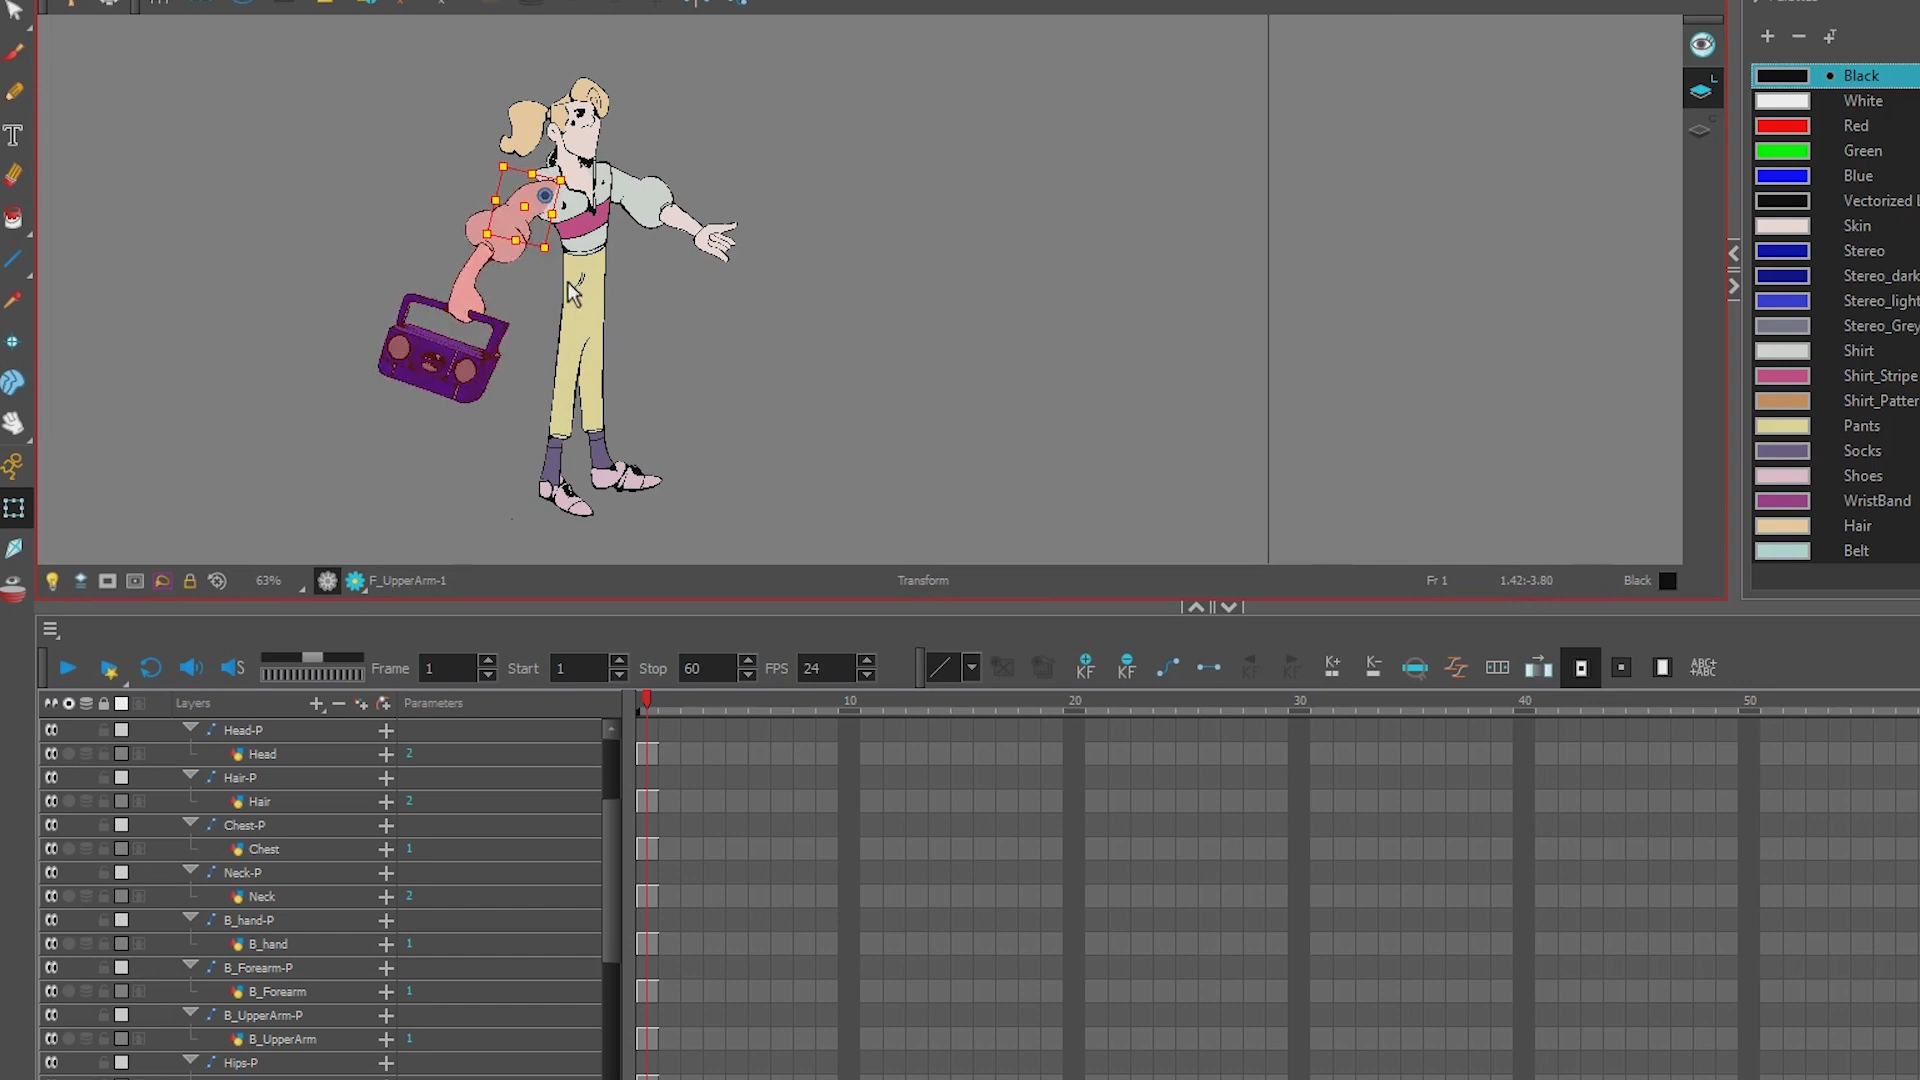 Black
White
Red
Green
Blue
Vectorized L
Skin
Stereo
Stereo_dark
Stereo_light
Stereo_Grey
Shirt
Shirt_Stripe
Shirt_Patter
Pants
Socks
Shoes
WristBand
Hair
Belt
63% F_UpperArm-1 Transform Fr 1 1.42:-3.80 Black
S Frame 1 Start 1 Stop 60 FPS 24 KF KF K K ABC ABC
Layers Parameters 10 20 30 40 50
Head-P
Head 2
Hair-P
Hair 2
Chest-P
Chest 1
Neck-P
Neck 2
B_hand-P
B_hand 1
B_Forearm-P
B_Forearm 1
B_UpperArm-P
B_UpperArm 1
Hips-P